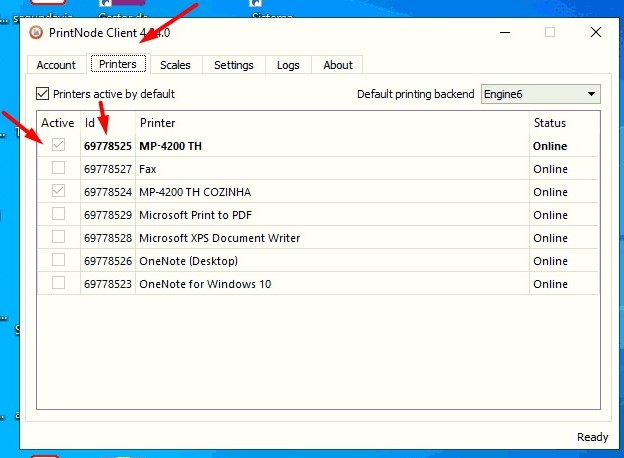 Sistema
PrintNode Client 4
.0
Account Printers Scales Settings Logs About
Printers active by default Default printing backend Engine6
Active Id Printer Status
69778525 MP-4200 TH Online
69778527 Fax Online
69778524 MP-4200 TH COZINHA Online
69778529 Microsoft Print to PDF Online
69778528 Microsoft XPS Document Writer Online
69778526 OneNote (Desktop) Online
69778523 OneNote for Windows 10 Online
Ready